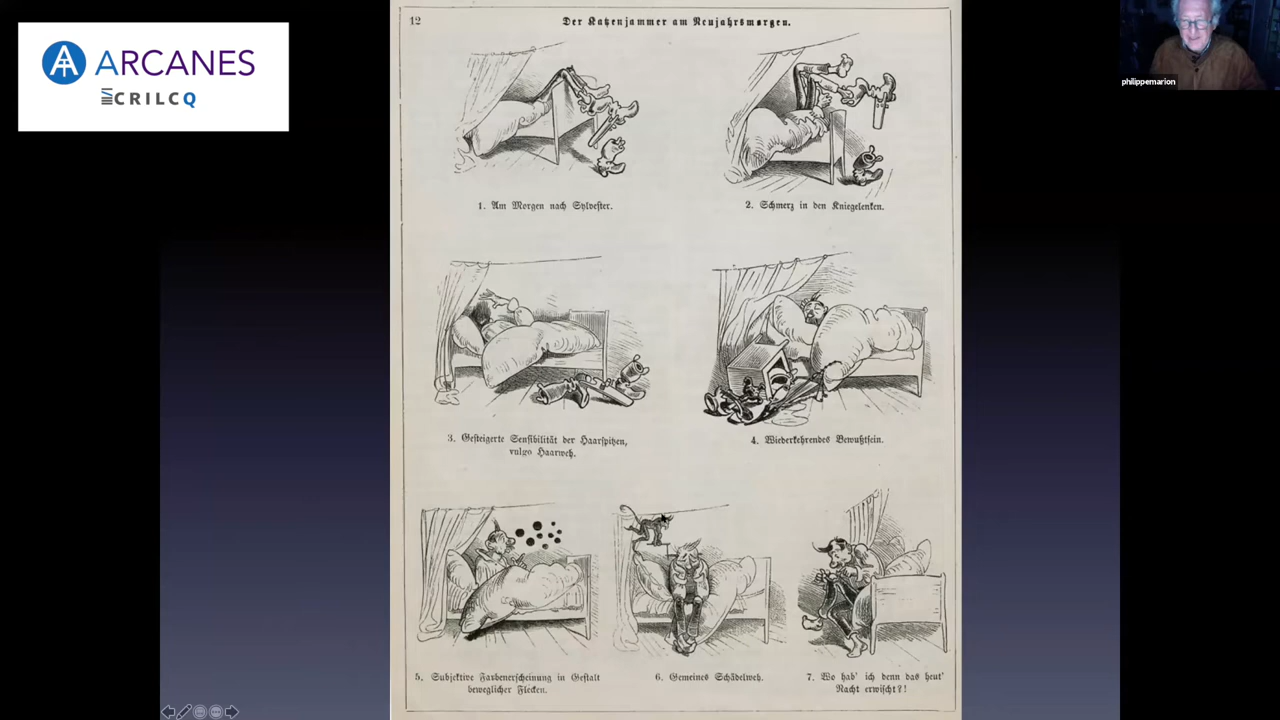 ARCANES
CRILCQ
philippemarion
12
Der Katzenjammer am Neujahrsmorgen.
1. Am Morgen nach Sylvester.
2. Schmerz in den Kniegelenken.
3. Gesteigerte Sensibilität der Haarspitzen,
vulgo Haarweh.
4. Wiederkehrendes Bewußtsein.
5. Subjektive Farbenerscheinung in Gestalt
beweglicher Flecken.
6. Gemeines Schädelweh.
7. Wo hab' ich denn das heut'
Nacht erwischt?!